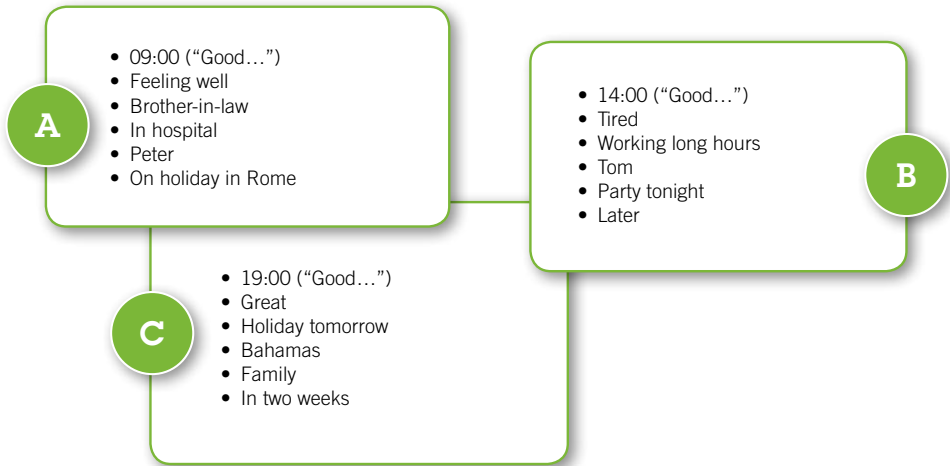 A
• 09:00 (“Good…”)
• Feeling well
• Brother-in-law
• In hospital
• Peter
• On holiday in Rome
B
• 14:00 (“Good…”)
• Tired
• Working long hours
• Tom
• Party tonight
• Later
C
• 19:00 (“Good…”)
• Great
• Holiday tomorrow
• Bahamas
• Family
• In two weeks